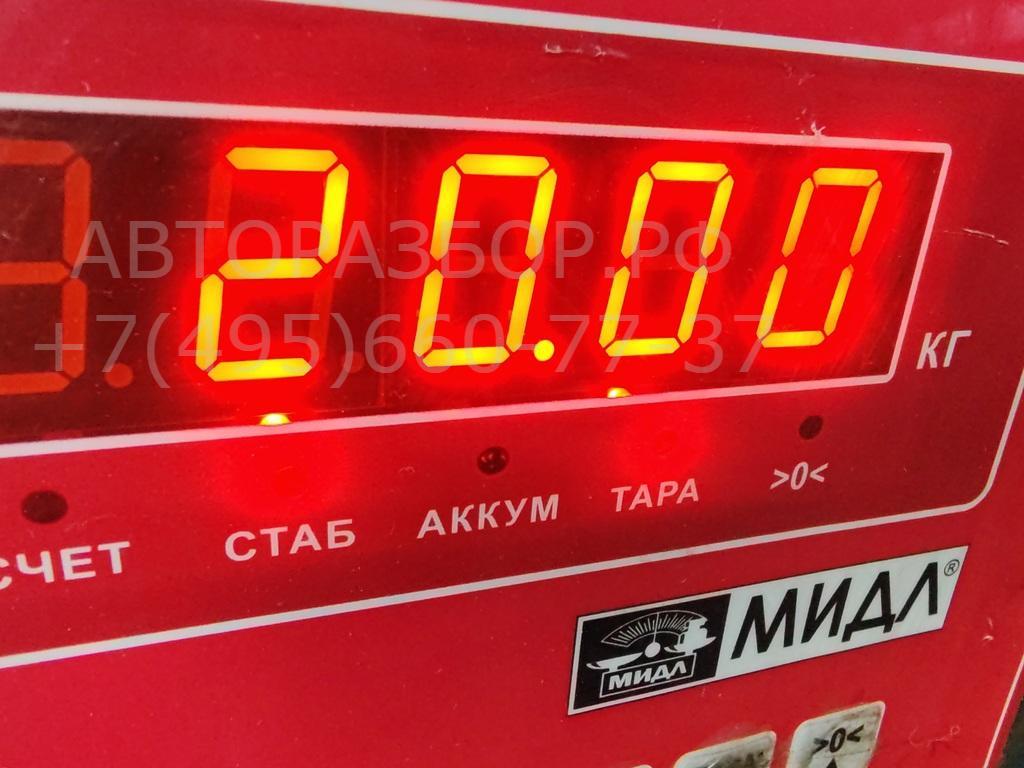 20.00
АВТОРАЗБОР.РФ
+7(495)660-77-37
КГ
СЧЕТ СТАБ АККУМ ТАРА >0<
МИДЛ МИДЛ®
>0<